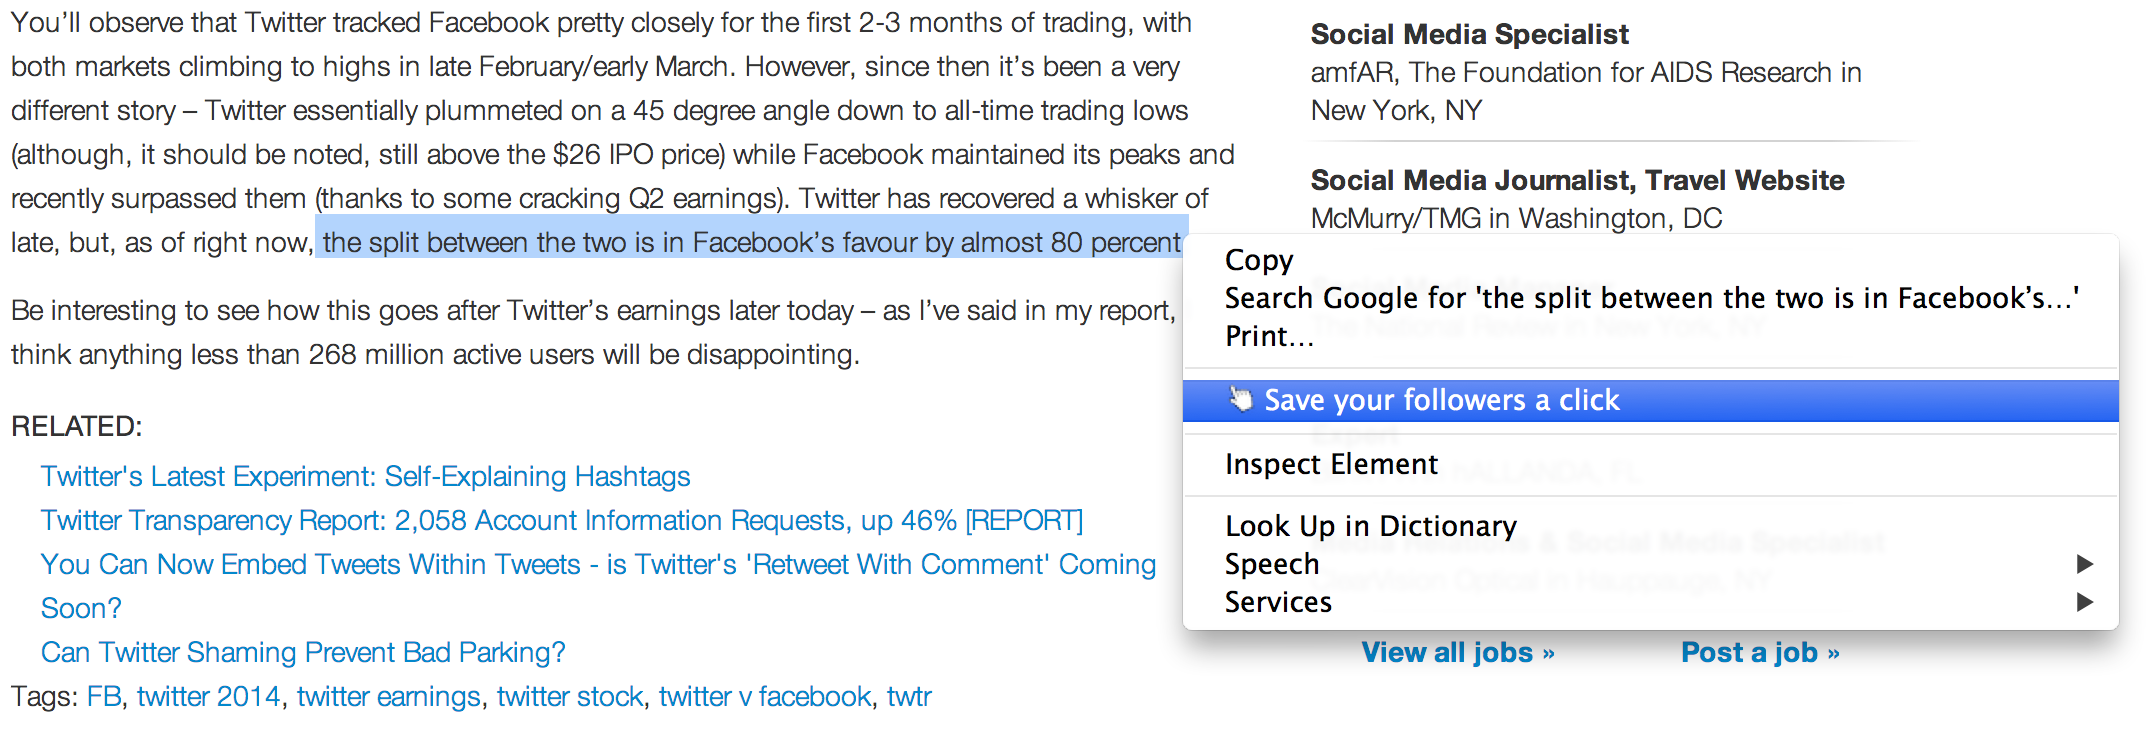 You’ll observe that Twitter tracked Facebook pretty closely for the first 2-3 months of trading, with
both markets climbing to highs in late February/early March. However, since then it’s been a very
different story – Twitter essentially plummeted on a 45 degree angle down to all-time trading lows
(although, it should be noted, still above the $26 IPO price) while Facebook maintained its peaks and
recently surpassed them (thanks to some cracking Q2 earnings). Twitter has recovered a whisker of
late, but, as of right now, the split between the two is in Facebook’s favour by almost 80 percent
Be interesting to see how this goes after Twitter’s earnings later today – as I’ve said in my report,
think anything less than 268 million active users will be disappointing.
RELATED:
Twitter's Latest Experiment: Self-Explaining Hashtags
Twitter Transparency Report: 2,058 Account Information Requests, up 46% [REPORT]
You Can Now Embed Tweets Within Tweets - is Twitter's 'Retweet With Comment' Coming
Soon?
Can Twitter Shaming Prevent Bad Parking?
Tags: FB, twitter 2014, twitter earnings, twitter stock, twitter v facebook, twtr
Social Media Specialist
amfAR, The Foundation for AIDS Research in
New York, NY
Social Media Journalist, Travel Website
McMurry/TMG in Washington, DC
Copy
Search Google for 'the split between the two is in Facebook’s...'
Print...
Save your followers a click
Inspect Element
Look Up in Dictionary
Speech
Services
View all jobs »
Post a job »